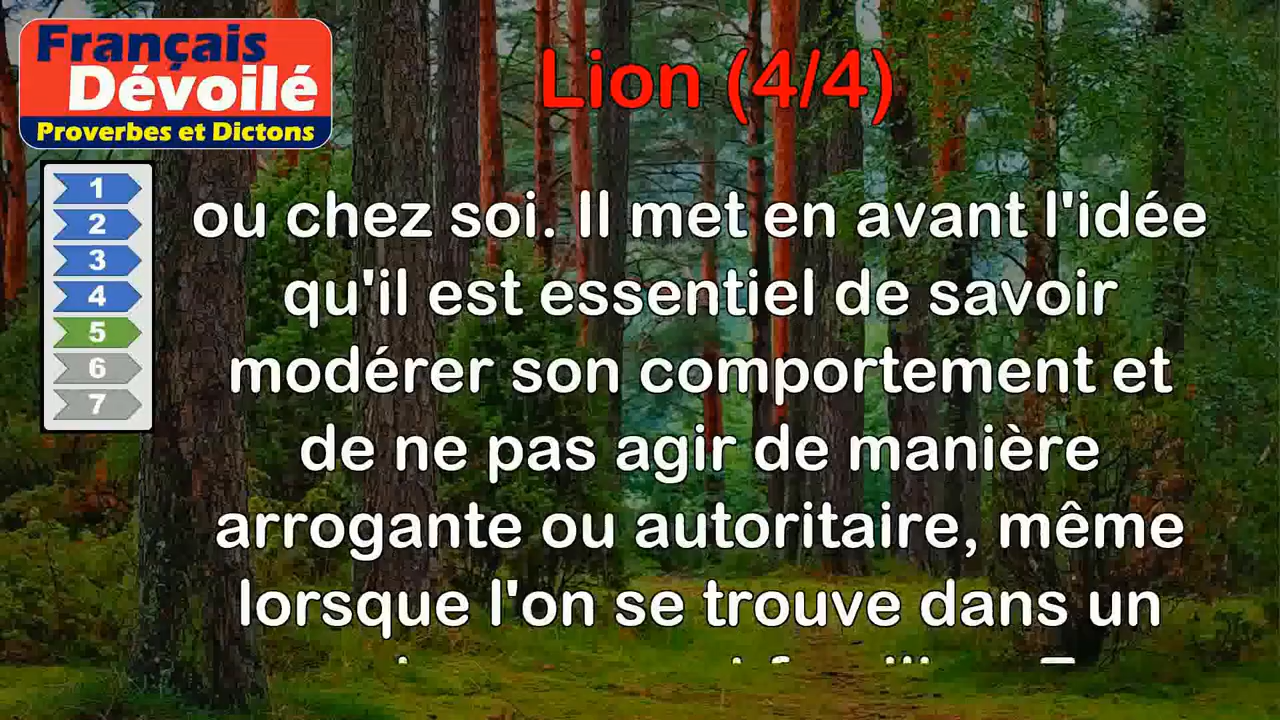 Français
Dévoilé
Proverbes et Dictons
Lion (4/4)
1
2
3
4
5
6
7
ou chez soi. Il met en avant l'idée
qu'il est essentiel de savoir
modérer son comportement et
de ne pas agir de manière
arrogante ou autoritaire, même
lorsque l'on se trouve dans un